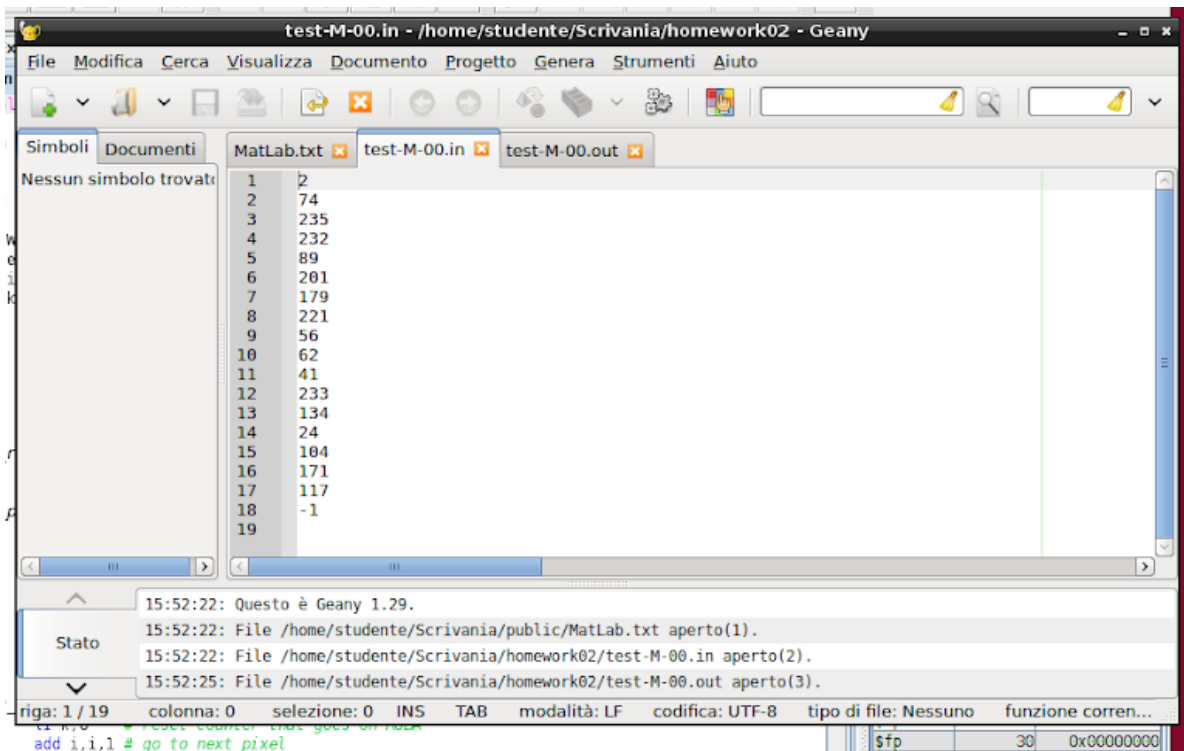 test-M-00.in - /home/studente/Scrivania/homework02 - Geany
File Modifica Cerca Visualizza Documento Progetto Genera Strumenti Aiuto
Simboli Documenti MatLab.txt test-M-00.in test-M-00.out
Nessun simbolo trovato
1 2
2 74
3 235
4 232
5 89
6 201
7 179
8 221
9 56
10 62
11 41
12 233
13 134
14 24
15 104
16 171
17 117
18 -1
19
Stato
15:52:22: Questo è Geany 1.29.
15:52:22: File /home/studente/Scrivania/public/MatLab.txt aperto(1).
15:52:22: File /home/studente/Scrivania/homework02/test-M-00.in aperto(2).
15:52:25: File /home/studente/Scrivania/homework02/test-M-00.out aperto(3).
riga: 1 / 19 colonna: 0 selezione: 0 INS TAB modalità: LF codifica: UTF-8 tipo di file: Nessuno funzione corren...
add i,i,1 # go to next pixel
$fp 30 0x00000000